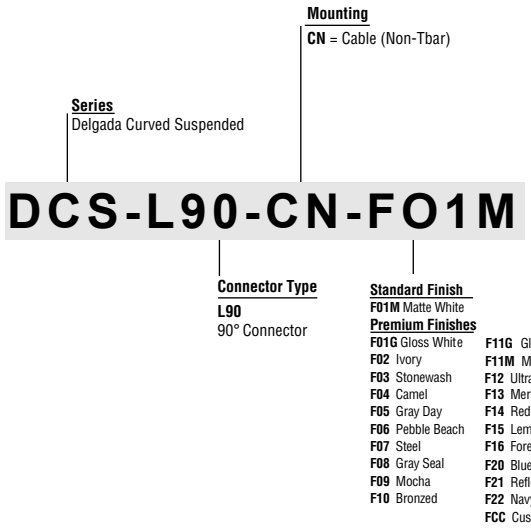 Mounting
CN = Cable (Non-Tbar)
Series
Delgada Curved Suspended
DCS-L90-CN-FO1M
Connector Type
L90
90° Connector
Standard Finish
F01M Matte White
Premium Finishes
F01G Gloss White
F02 Ivory
F03 Stonewash
F04 Camel
F05 Gray Day
F06 Pebble Beach
F07 Steel
F08 Gray Seal
F09 Mocha
F10 Bronzed
F11G
F11M
F12
F13
F14 Red
F15
F16
F20 Blue
F21
F22
FCC